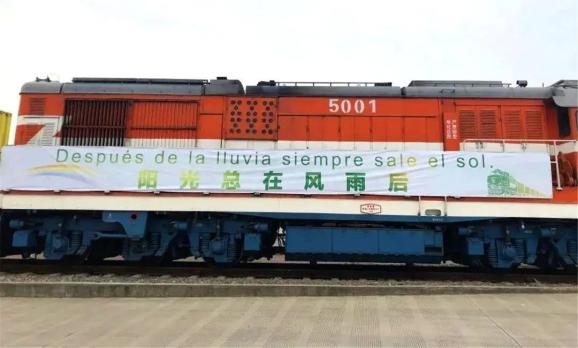 5001
Después de la lluvia siempre sale el sol.
阳光总在风雨后